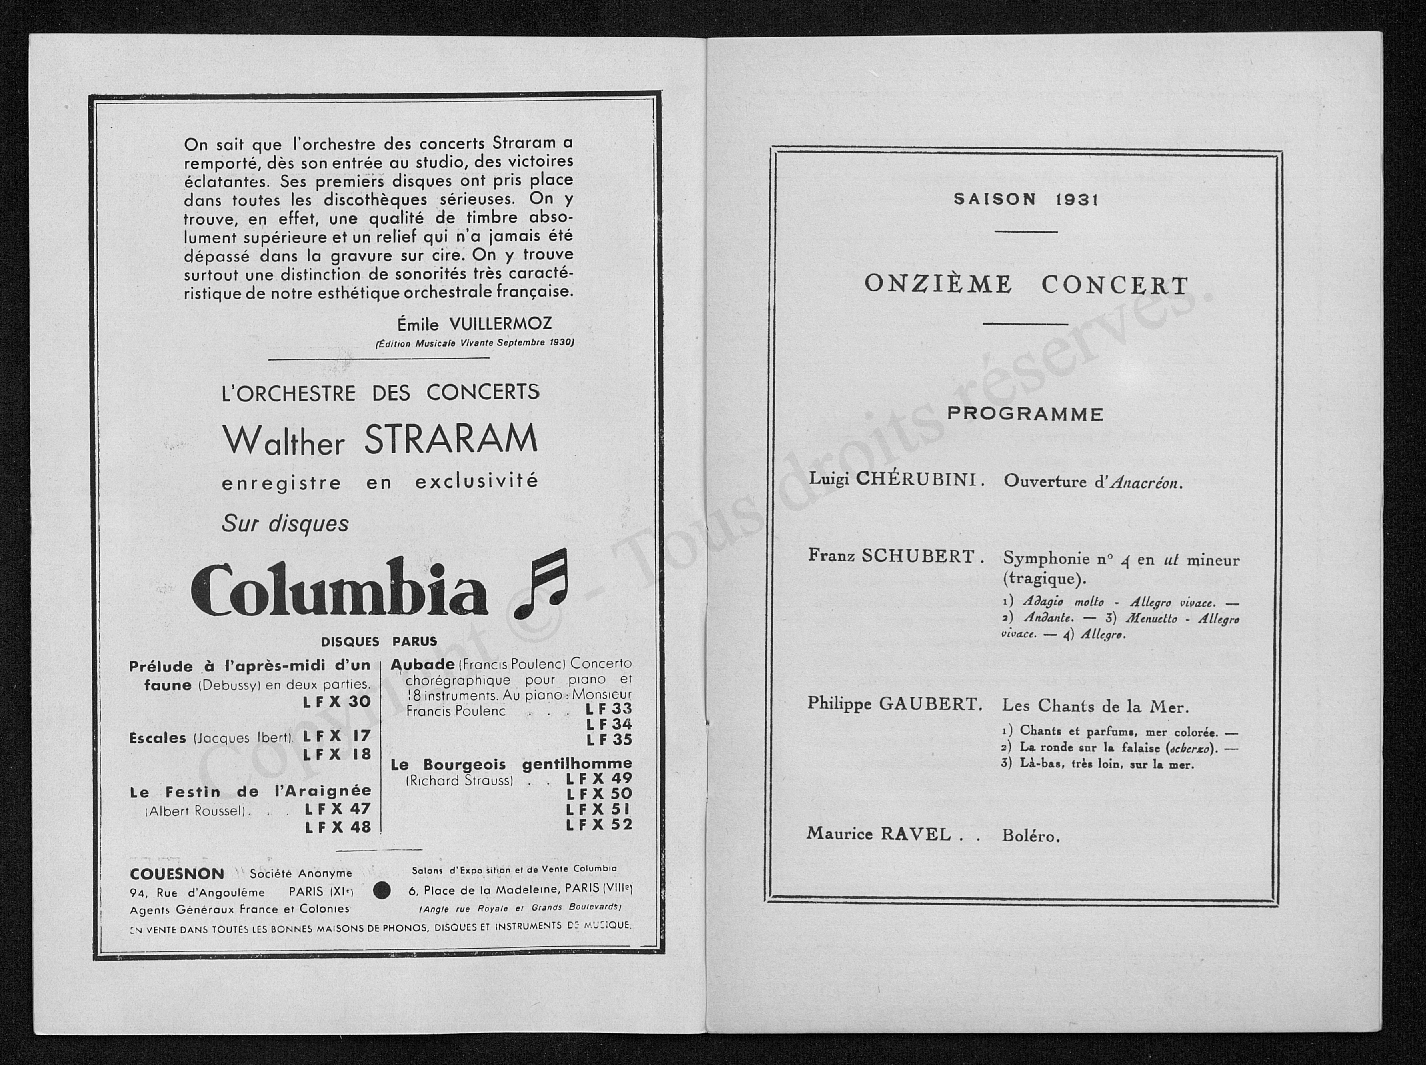 On sait que l'orchestre des concerts Straram a
remporté, dès son entrée au studio, des victoires
éclatantes. Ses premiers disques ont pris place
dans toutes les discothèques sérieuses. On y
trouve, en effet, une qualité de timbre abso-
lument supérieure et un relief qui n'a jamais été
dépassé dans la gravure sur cire. On y trouve
surtout une distinction de sonorités très caracté-
ristique de notre esthétique orchestrale française.
Émile VUILLERMOZ
(Édition Musicale Vivante Septembre 1930)
L'ORCHESTRE DES CONCERTS
Walther STRARAM
enregistre en exclusivité
Sur disques
Columbia
DISQUES PARUS
Prélude à l'après-midi d'un
faune (Debussy) en deux parties.
LFX 30
Escales (Jacques Ibert). LFX 17
LFX 18
Le Festin de l'Araignée
(Albert Roussel). . . LFX 47
LFX 48
Aubade (Francis Poulenc) Concerto
chorégraphique pour piano et
18 instruments. Au piano : Monsieur
Francis Poulenc . . . LF 33
LF 34
LF 35
Le Bourgeois gentilhomme
(Richard Strauss) . . LFX 49
LFX 50
LFX 51
LFX 52
COUESNON Société Anonyme
94, Rue d'Angoulême PARIS (XIe)
Agents Généraux France et Colonies
Salons d'Exposition et de Vente Columbia
6, Place de la Madeleine, PARIS (VIIIe)
(Angle rue Royale et Grands Boulevards)
EN VENTE DANS TOUTES LES BONNES MAISONS DE PHONOS, DISQUES ET INSTRUMENTS DE MUSIQUE.
SAISON 1931
ONZIÈME CONCERT
PROGRAMME
Luigi CHÉRUBINI. Ouverture d'Anacréon.
Franz SCHUBERT. Symphonie n° 4 en ut mineur
(tragique).
1) Adagio molto - Allegro vivace. —
2) Andante. — 3) Menuetto - Allegro
vivace. — 4) Allegro.
Philippe GAUBERT. Les Chants de la Mer.
1) Chants et parfums, mer colorée. —
2) La ronde sur la falaise (scherzo). —
3) Là-bas, très loin, sur la mer.
Maurice RAVEL . . Boléro.
Copyright © - Tous droits réservés.